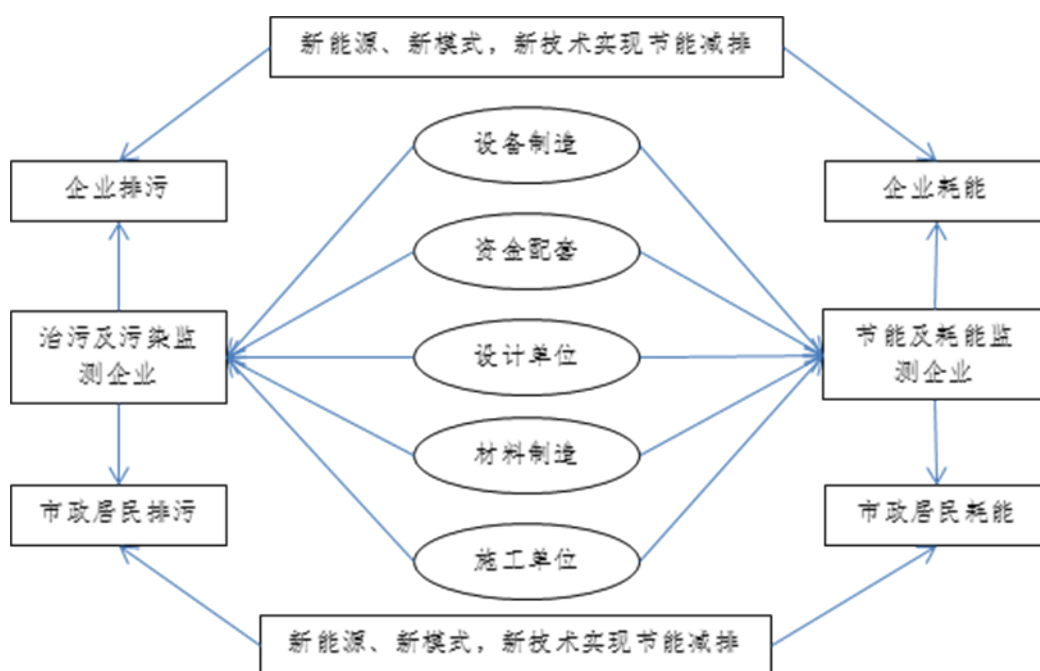 新能源、新模式，新技术实现节能减排
设备制造
企业排污
企业耗能
资金配套
治污及污染监
测企业
设计单位
节能及耗能监
测企业
材料制造
市政居民排污
市政居民耗能
施工单位
新能源、新模式，新技术实现节能减排